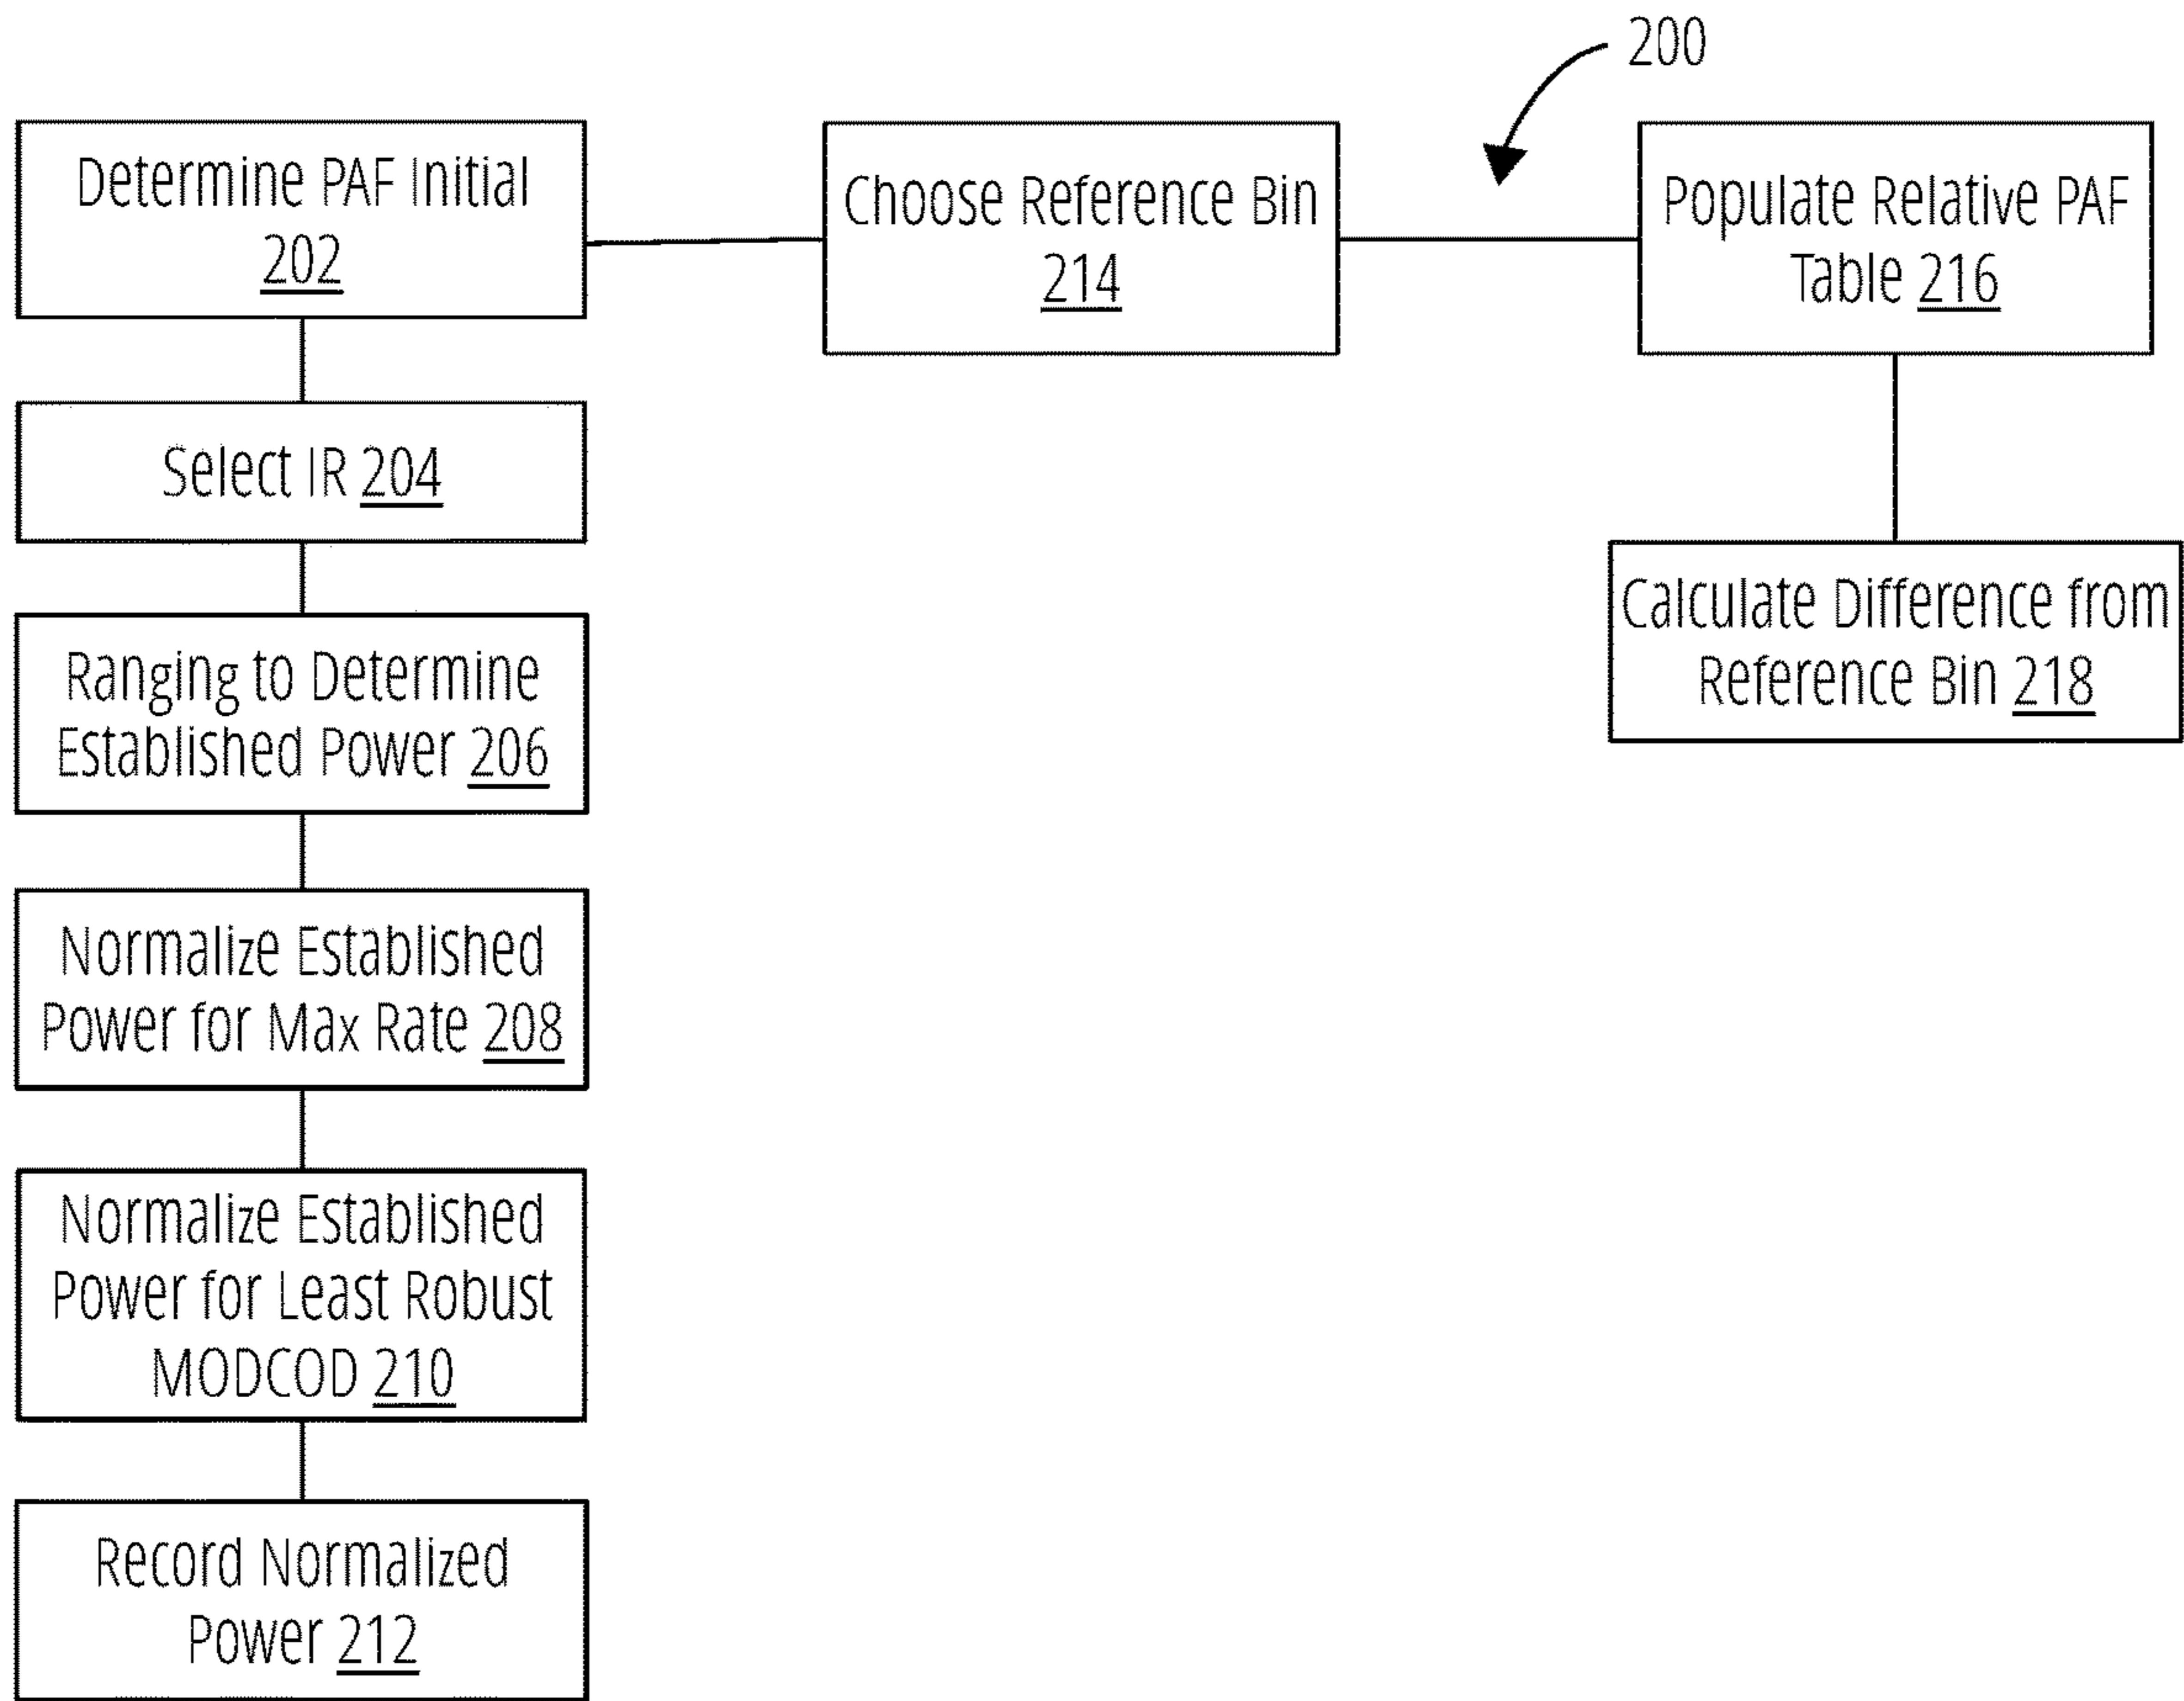 200
Determine PAF Initial
202
Choose Reference Bin
214
Populate Relative PAF
Table 216
Select IR 204
Ranging to Determine
Established Power 206
Calculate Difference from
Reference Bin 218
Normalize Established
Power for Max Rate 208
Normalize Established
Power for Least Robust
MODCOD 210
Record Normalized
Power 212